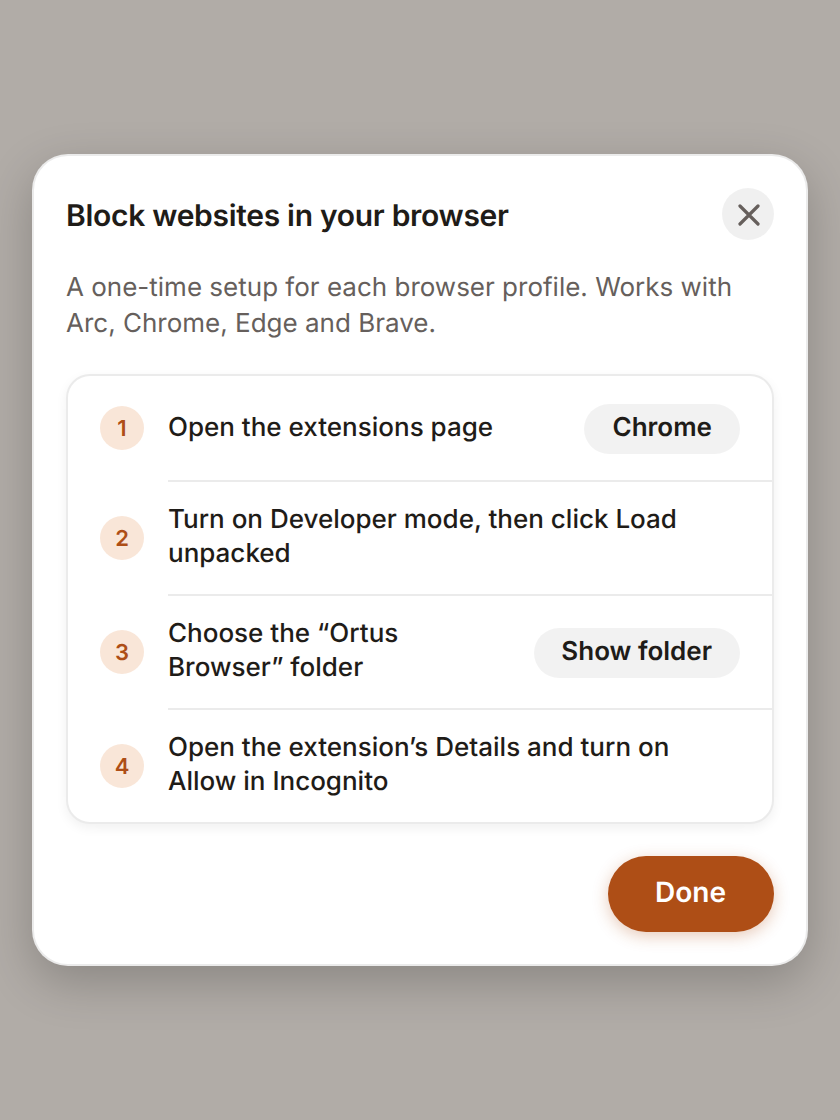 Block websites in your browser
A one-time setup for each browser profile. Works with
Arc, Chrome, Edge and Brave.
1 Open the extensions page Chrome
2 Turn on Developer mode, then click Load
unpacked
3 Choose the “Ortus
Browser” folder Show folder
4 Open the extension’s Details and turn on
Allow in Incognito
Done